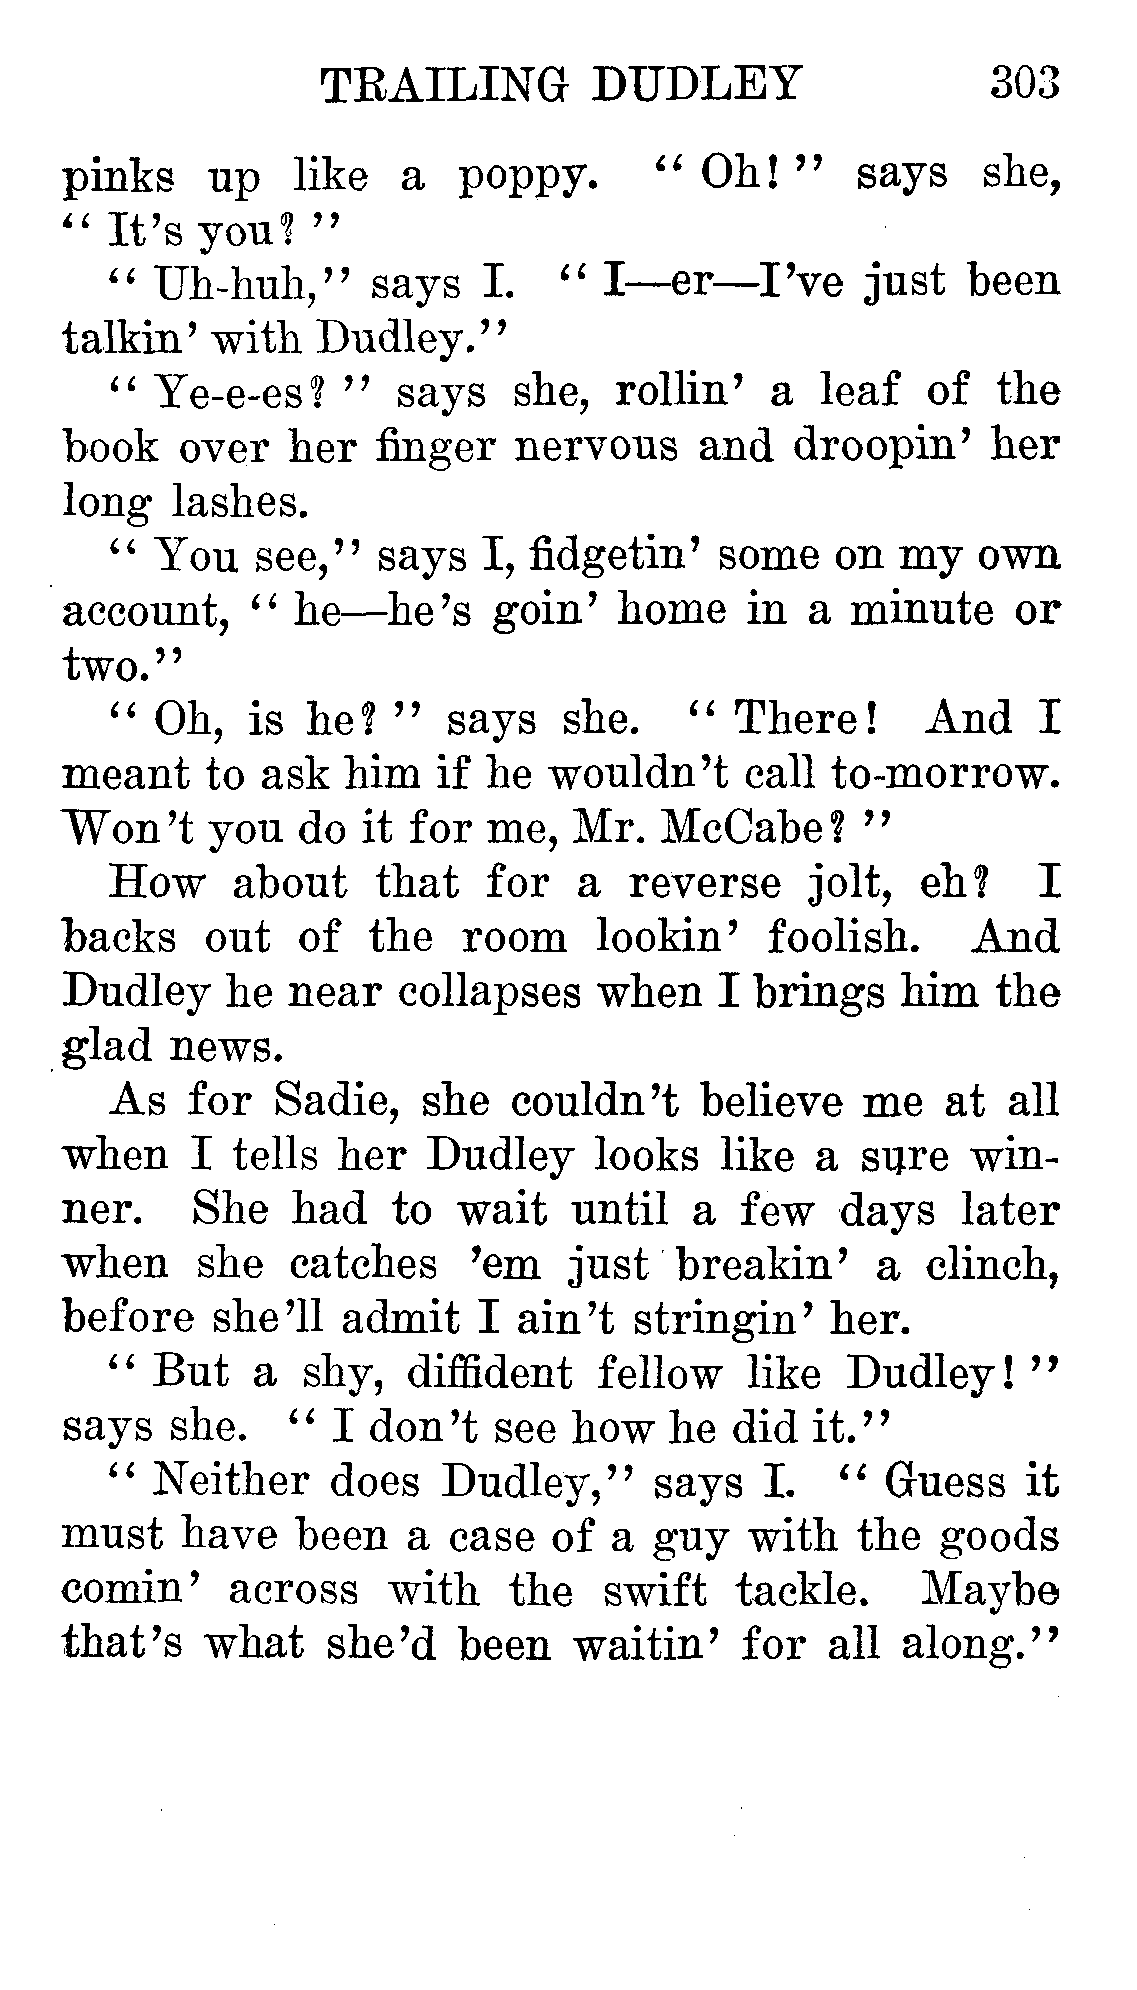 TRAILING DUDLEY 303
pinks up like a poppy. “Oh!” says she,
“It’s you?”
“Uh-huh,” says I. “I—er—I’ve just been
talkin’ with Dudley.”
“Ye-e-es?” says she, rollin’ a leaf of the
book over her finger nervous and droopin’ her
long lashes.
“You see,” says I, fidgetin’ some on my own
account, “he—he’s goin’ home in a minute or
two.”
“Oh, is he?” says she. “There! And I
meant to ask him if he wouldn’t call to-morrow.
Won’t you do it for me, Mr. McCabe?”
How about that for a reverse jolt, eh? I
backs out of the room lookin’ foolish. And
Dudley he near collapses when I brings him the
glad news.
As for Sadie, she couldn’t believe me at all
when I tells her Dudley looks like a sure win-
ner. She had to wait until a few days later
when she catches ’em just breakin’ a clinch,
before she’ll admit I ain’t stringin’ her.
“But a shy, diffident fellow like Dudley!”
says she. “I don’t see how he did it.”
“Neither does Dudley,” says I. “Guess it
must have been a case of a guy with the goods
comin’ across with the swift tackle. Maybe
that’s what she’d been waitin’ for all along.”